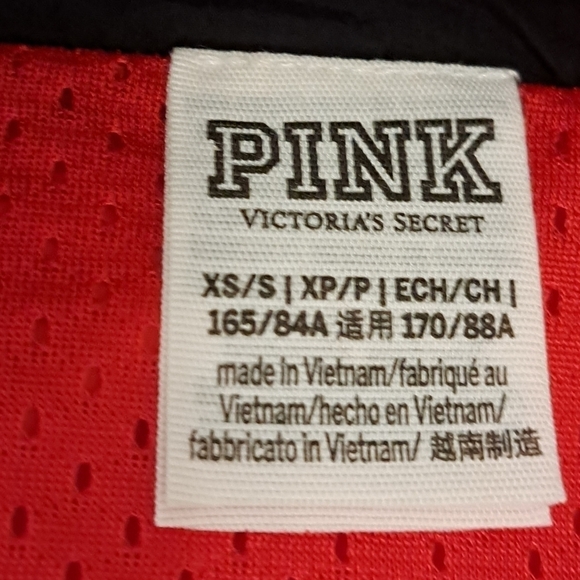 PINK
VICTORIA'S SECRET
XS/S | XP/P | ECH/CH |
165/84A 适用 170/88A
made in Vietnam/fabriqué au
Vietnam/hecho en Vietnam/
fabbricato in Vietnam/ 越南制造